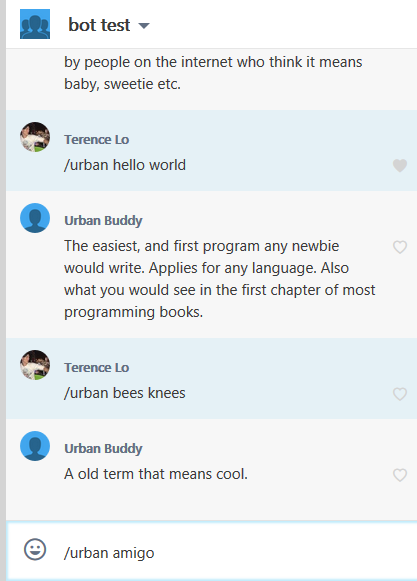 bot test
by people on the internet who think it means
baby, sweetie etc.
Terence Lo
/urban hello world
Urban Buddy
The easiest, and first program any newbie
would write. Applies for any language. Also
what you would see in the first chapter of most
programming books.
Terence Lo
/urban bees knees
Urban Buddy
A old term that means cool.
/urban amigo